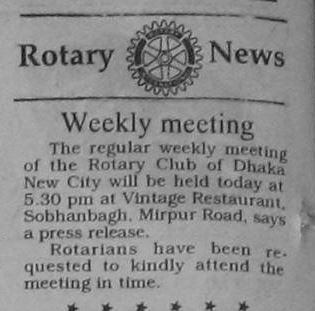 Rotary News
Weekly meeting
The regular weekly meeting
of the Rotary Club of Dhaka
New City will be held today at
5.30 pm at Vintage Restaurant,
Sobhanbagh, Mirpur Road, says
a press release.
Rotarians have been re-
quested to kindly attend the
meeting in time.